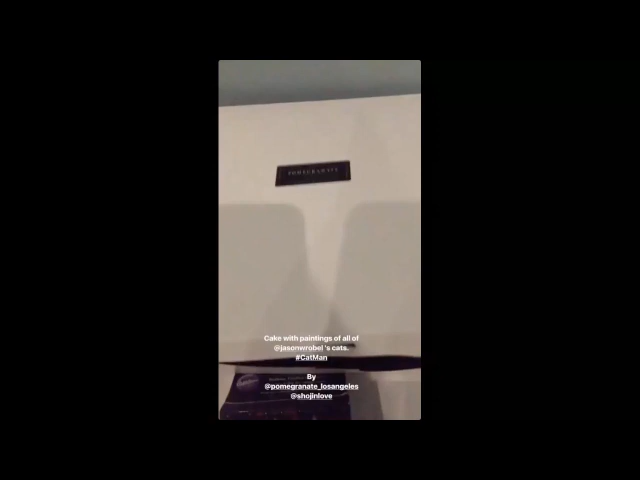 POMEGRANATE
Cake with paintings of all of
@jasonwrobel 's cats.
#CatMan
By
@pomegranate_losangeles
@shojinlove